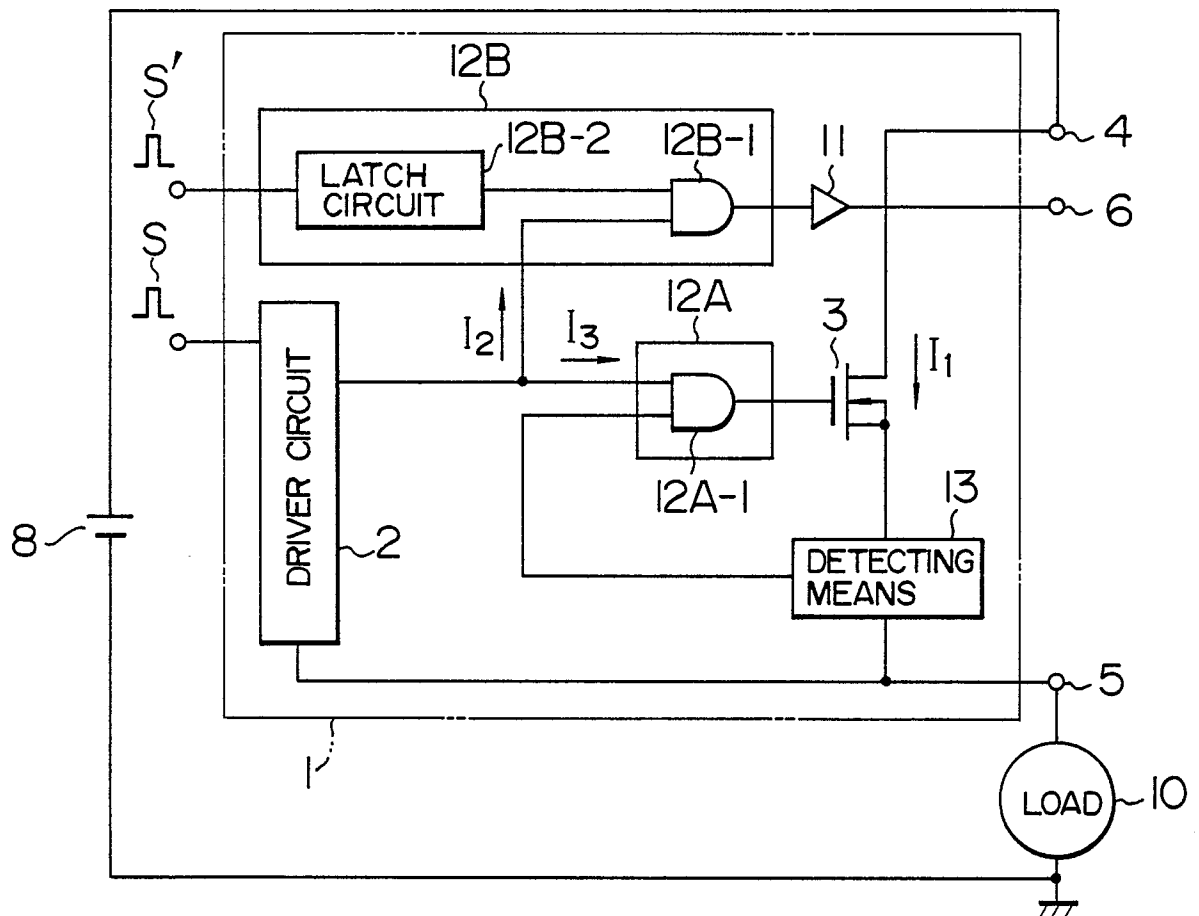 12B
S'
12B-2
12B-1
11
4
LATCH
CIRCUIT
6
S
12A
I2
I3
3
I1
DRIVER CIRCUIT
12A-1
13
8
2
DETECTING
MEANS
5
1
LOAD
10